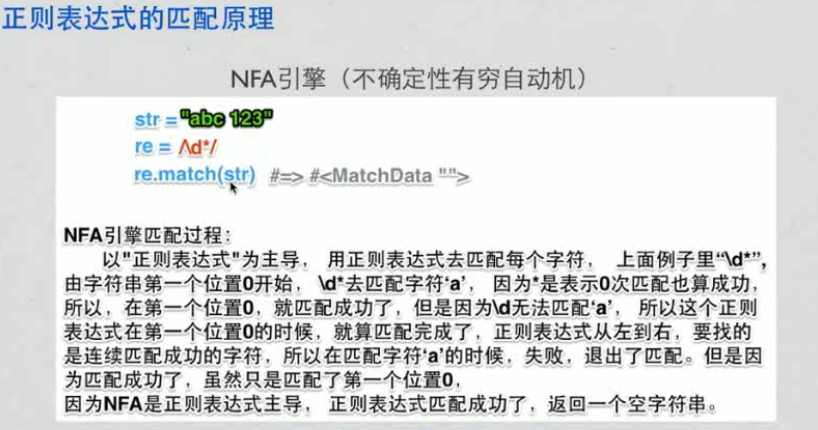 正则表达式的匹配原理
NFA引擎（不确定性有穷自动机）
str = "abc 123"
re = /\d*/
re.match(str) #=> #<MatchData "">
NFA引擎匹配过程：
以"正则表达式"为主导， 用正则表达式去匹配每个字符， 上面例子里“\d*”，
由字符串第一个位置0开始， \d*去匹配字符‘a’， 因为*是表示0次匹配也算成功，
所以，在第一个位置0，就匹配成功了，但是因为\d无法匹配‘a’， 所以这个正则
表达式在第一个位置0的时候，就算匹配完成了，正则表达式从左到右，要找的
是连续匹配成功的字符，所以在匹配字符‘a’的时候，失败，退出了匹配。但是因
为匹配成功了，虽然只是匹配了第一个位置0，
因为NFA是正则表达式主导， 正则表达式匹配成功了，返回一个空字符串。